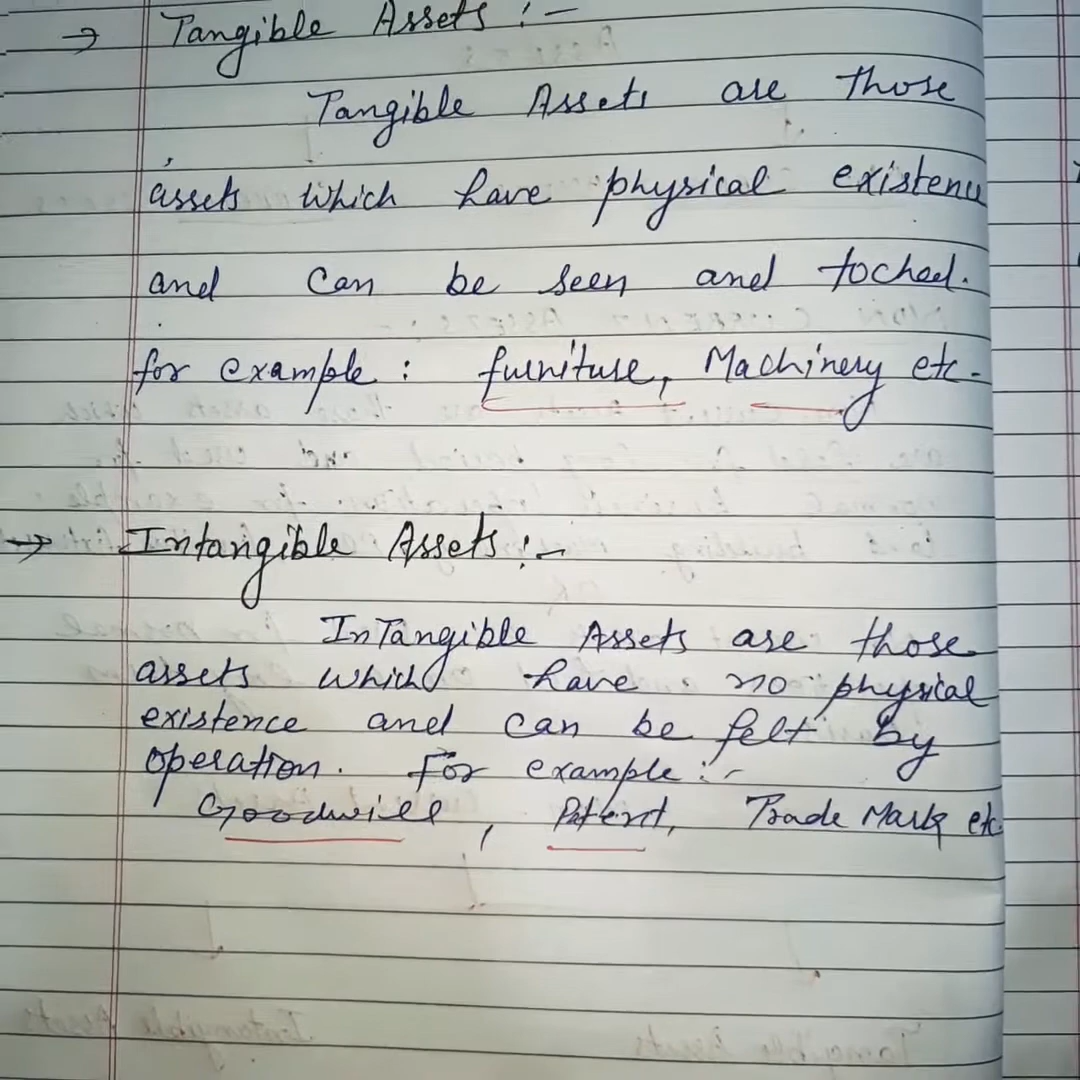 → Tangible Assets :-
Tangible Assets are those
assets which have physical existence
and can be seen and toched.
for example : furniture, Machinery etc-
→ Intangible Assets :-
InTangible Assets are those
assets which have no physical
existence and can be felt by
operation. For example :-
Goodwill , Patent, Trade Mark etc